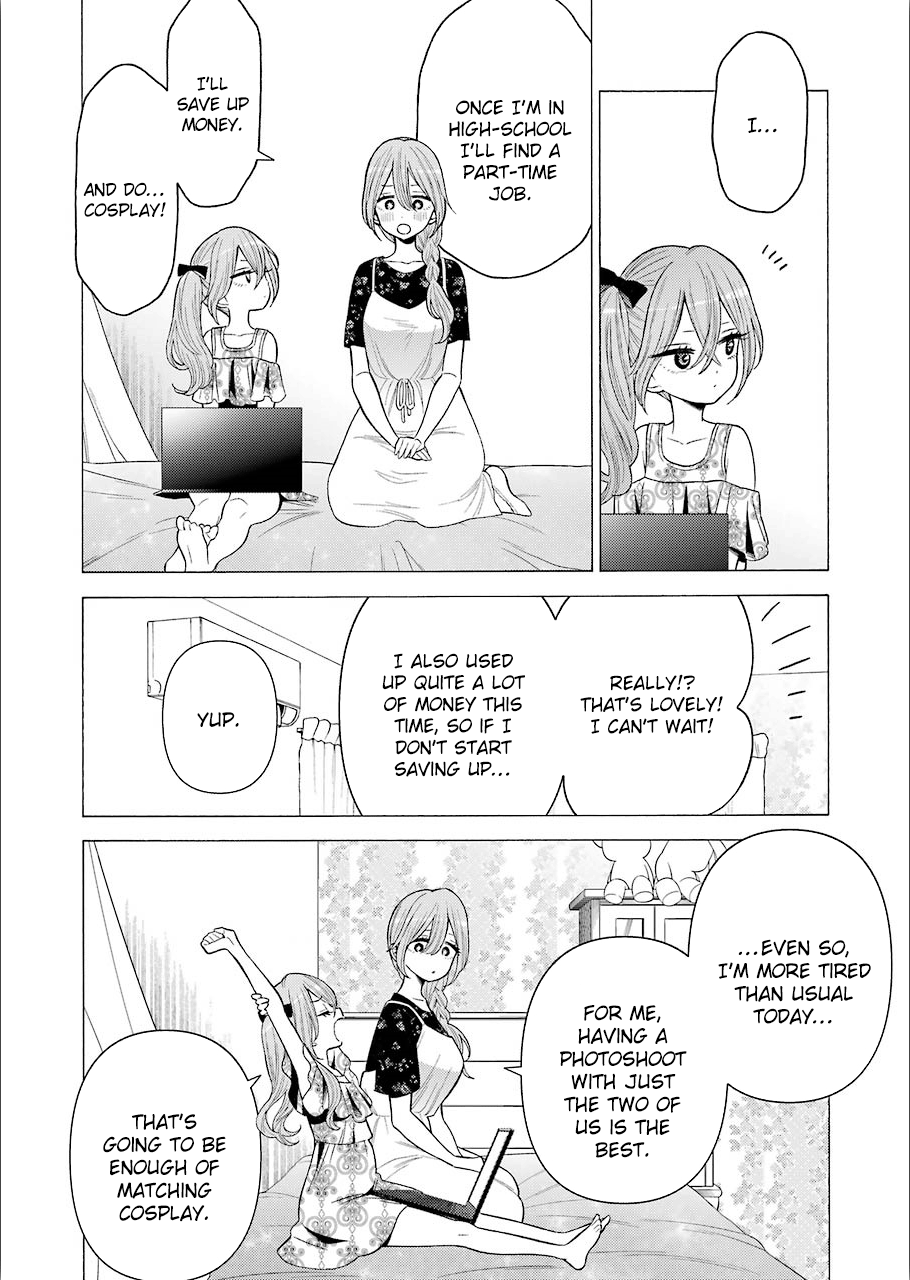 I...
ONCE I'M IN
HIGH-SCHOOL
I'LL FIND A
PART-TIME
JOB.
I'LL
SAVE UP
MONEY.
AND DO...
COSPLAY!
REALLY!?
THAT'S LOVELY!
I CAN'T WAIT!
I ALSO USED
UP QUITE A LOT
OF MONEY THIS
TIME, SO IF I
DON'T START
SAVING UP...
YUP.
...EVEN SO,
I'M MORE TIRED
THAN USUAL
TODAY...
FOR ME,
HAVING A
PHOTOSHOOT
WITH JUST
THE TWO OF
US IS THE
BEST.
THAT'S
GOING TO BE
ENOUGH OF
MATCHING
COSPLAY.